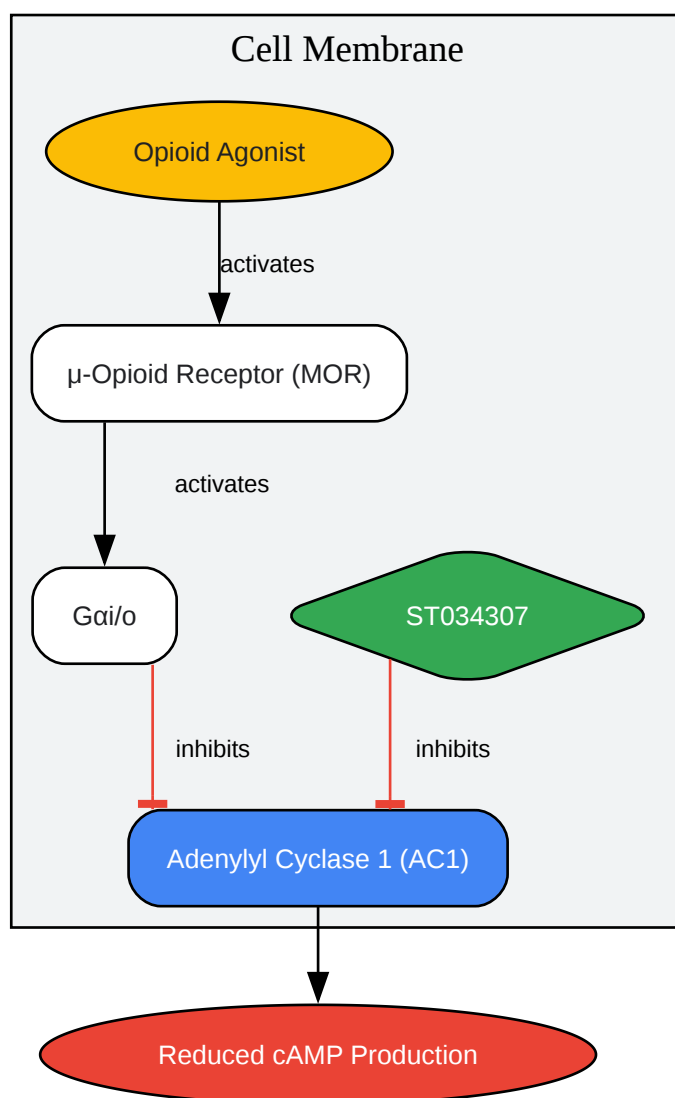 Cell Membrane
Opioid Agonist
activates
μ-Opioid Receptor (MOR)
activates
Gαi/o
ST034307
inhibits
inhibits
Adenylyl Cyclase 1 (AC1)
Reduced cAMP Production